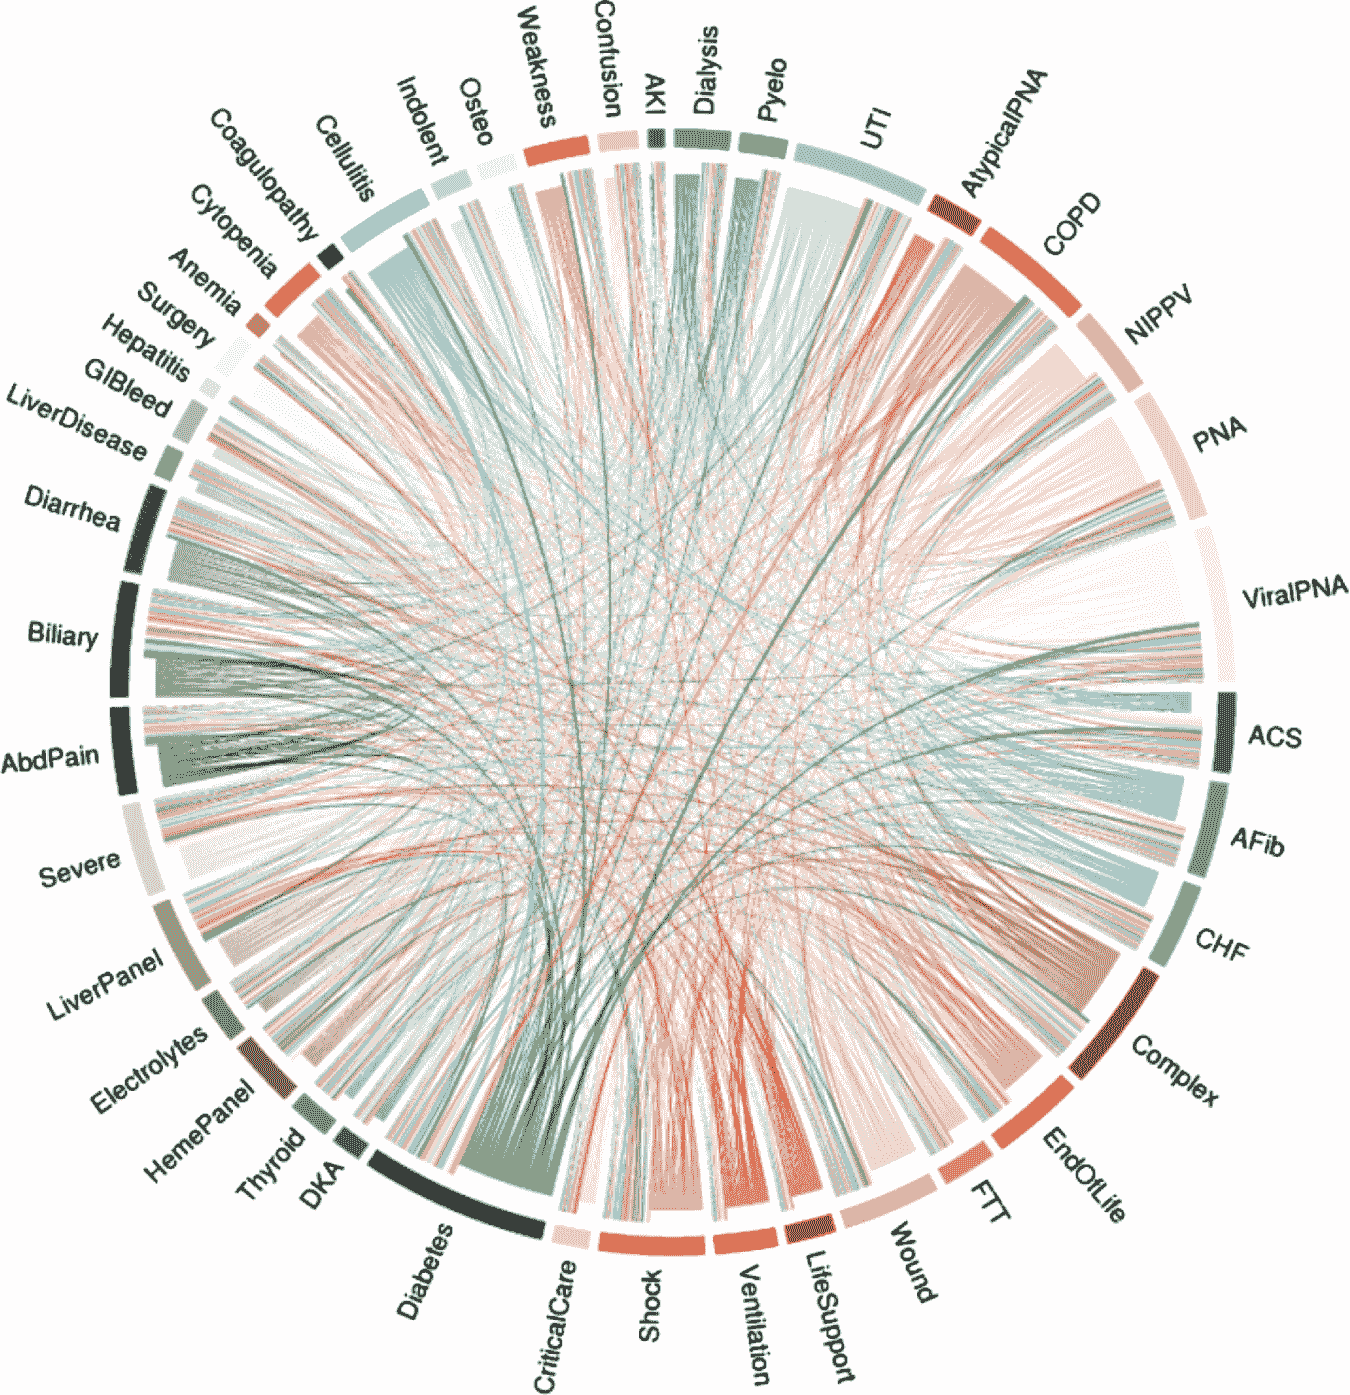 Weakness
Confusion
AKI
Dialysis
Pyelo
UTI
AtypicalPNA
COPD
NIPPV
PNA
ViralPNA
ACS
AFib
CHF
Complex
EndOfLife
FTT
Wound
LifeSupport
Ventilation
Shock
CriticalCare
Diabetes
DKA
Thyroid
HemePanel
Electrolytes
LiverPanel
Severe
AbdPain
Biliary
Diarrhea
LiverDisease
GIBleed
Hepatitis
Surgery
Anemia
Cytopenia
Coagulopathy
Cellulitis
Indolent
Osteo